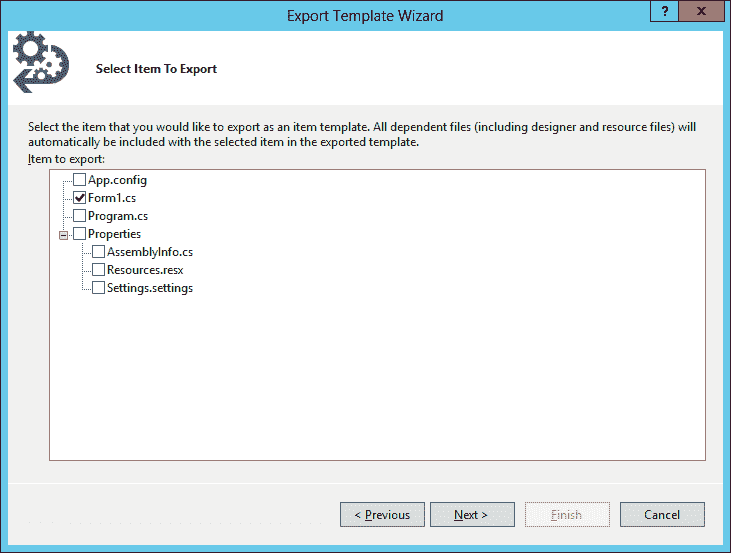 Export Template Wizard
? x
Select Item To Export
Select the item that you would like to export as an item template. All dependent files (including designer and resource files) will
automatically be included with the selected item in the exported template.
Item to export:
App.config
Form1.cs
Program.cs
Properties
AssemblyInfo.cs
Resources.resx
Settings.settings
< Previous Next > Finish Cancel